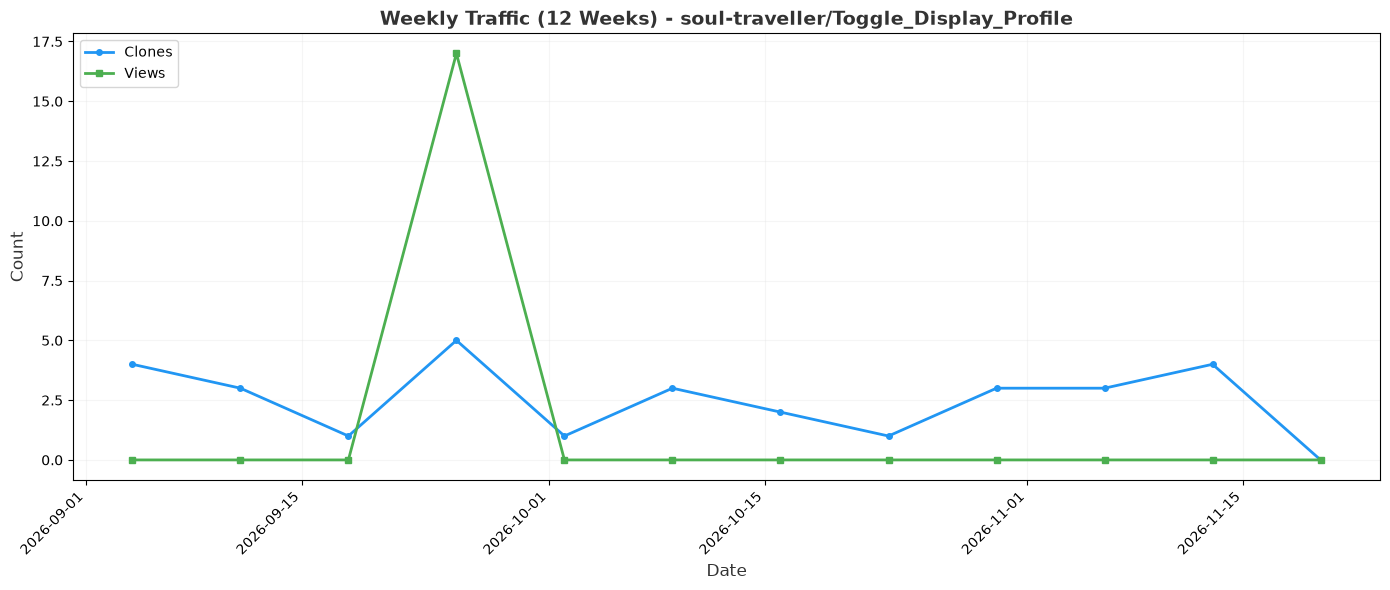 Weekly Traffic (12 Weeks) - soul-traveller/Toggle_Display_Profile
Clones
Views
17.5
15.0
12.5
10.0
7.5
5.0
2.5
0.0
Count
2026-09-01
2026-09-15
2026-10-01
2026-10-15
2026-11-01
2026-11-15
Date